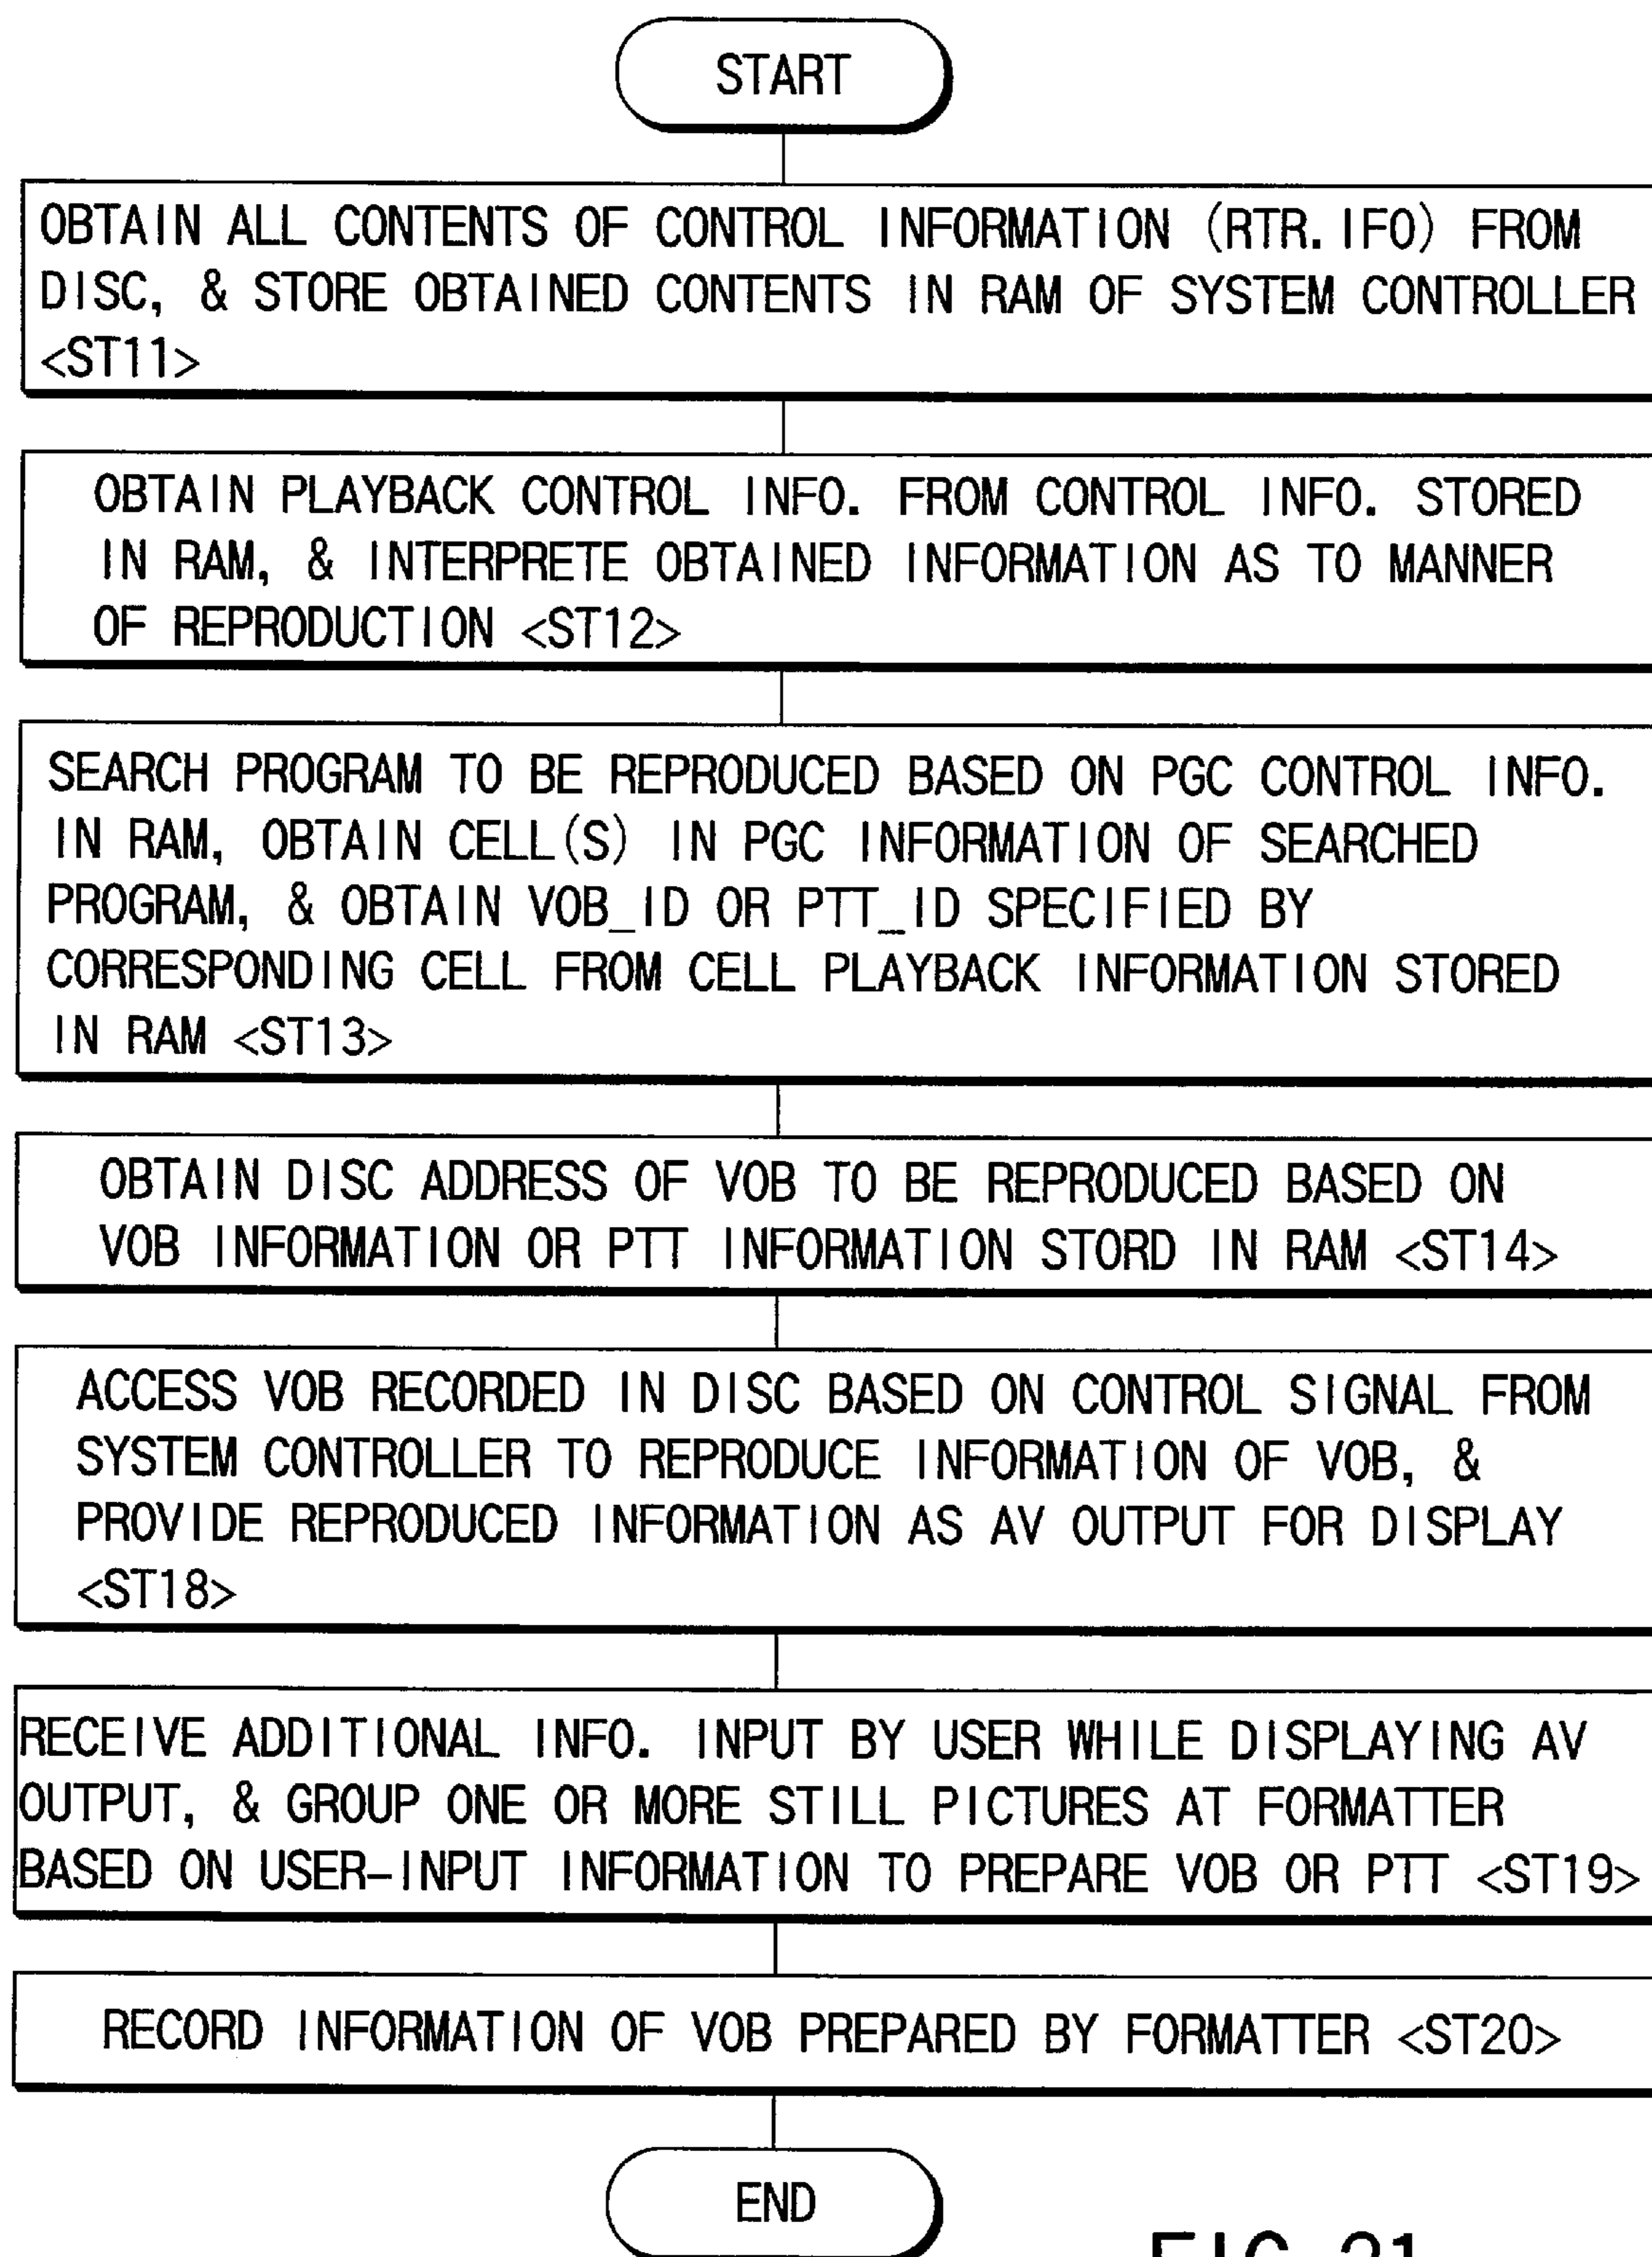 START
OBTAIN ALL CONTENTS OF CONTROL INFORMATION (RTR.IFO) FROM
DISC, & STORE OBTAINED CONTENTS IN RAM OF SYSTEM CONTROLLER
<ST11>
OBTAIN PLAYBACK CONTROL INFO. FROM CONTROL INFO. STORED
IN RAM, & INTERPRETE OBTAINED INFORMATION AS TO MANNER
OF REPRODUCTION <ST12>
SEARCH PROGRAM TO BE REPRODUCED BASED ON PGC CONTROL INFO.
IN RAM, OBTAIN CELL(S) IN PGC INFORMATION OF SEARCHED
PROGRAM, & OBTAIN VOB_ID OR PTT_ID SPECIFIED BY
CORRESPONDING CELL FROM CELL PLAYBACK INFORMATION STORED
IN RAM <ST13>
OBTAIN DISC ADDRESS OF VOB TO BE REPRODUCED BASED ON
VOB INFORMATION OR PTT INFORMATION STORD IN RAM <ST14>
ACCESS VOB RECORDED IN DISC BASED ON CONTROL SIGNAL FROM
SYSTEM CONTROLLER TO REPRODUCE INFORMATION OF VOB, &
PROVIDE REPRODUCED INFORMATION AS AV OUTPUT FOR DISPLAY
<ST18>
RECEIVE ADDITIONAL INFO. INPUT BY USER WHILE DISPLAYING AV
OUTPUT, & GROUP ONE OR MORE STILL PICTURES AT FORMATTER
BASED ON USER-INPUT INFORMATION TO PREPARE VOB OR PTT <ST19>
RECORD INFORMATION OF VOB PREPARED BY FORMATTER <ST20>
END